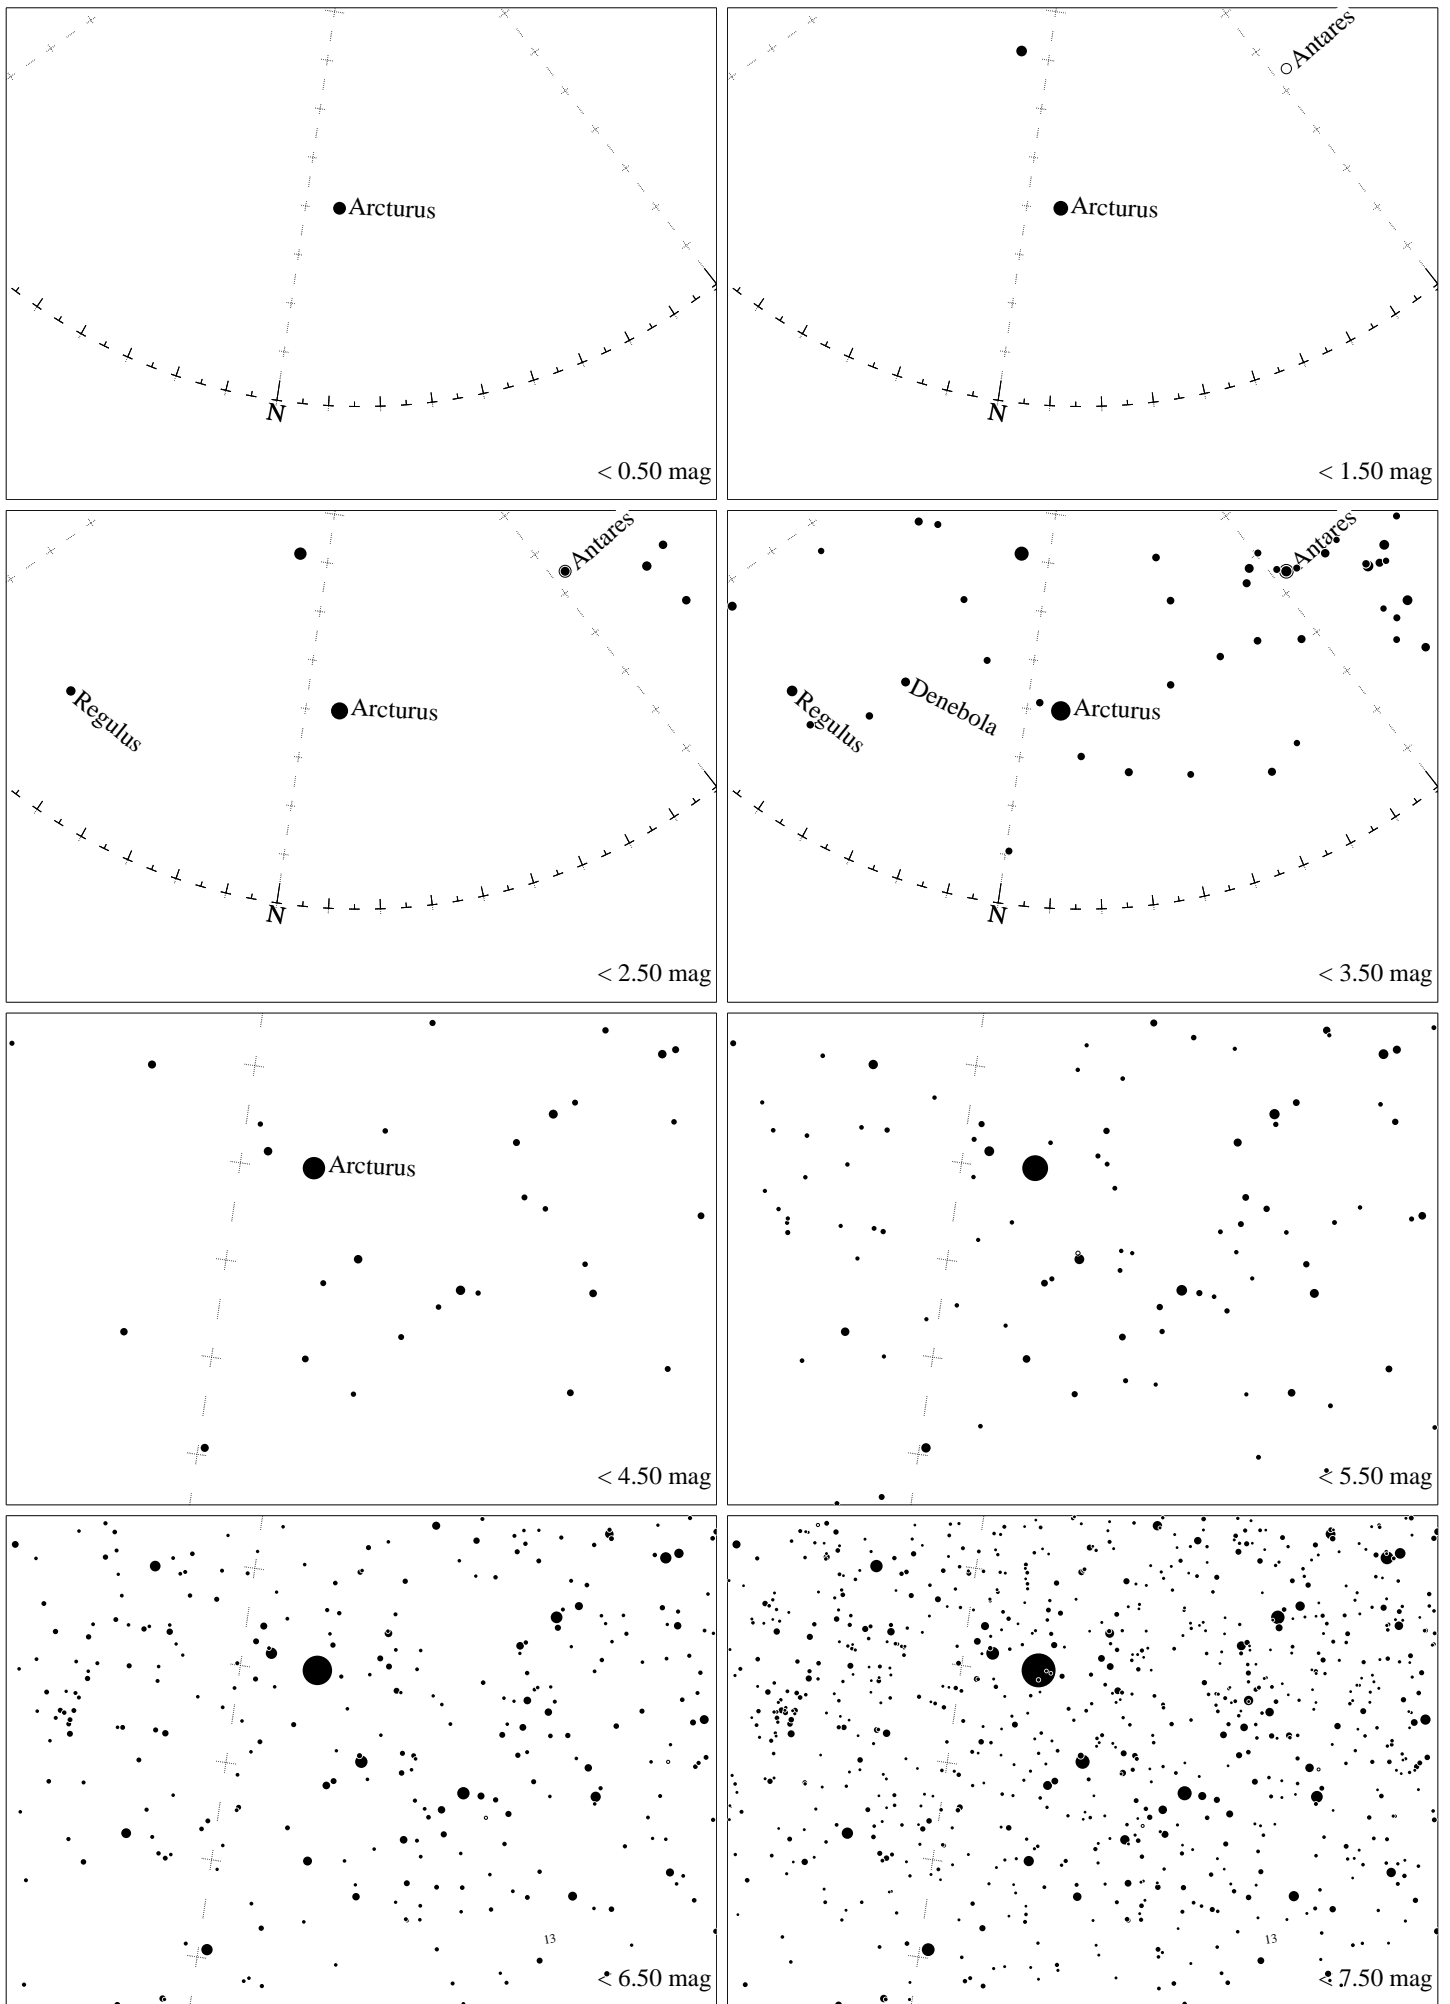 Arcturus
N
< 0.50 mag
Antares
Arcturus
N
< 1.50 mag
Antares
Regulus
Arcturus
N
< 2.50 mag
Antares
Regulus
Denebola
Arcturus
N
< 3.50 mag
Arcturus
< 4.50 mag
< 5.50 mag
13
< 6.50 mag
13
< 7.50 mag